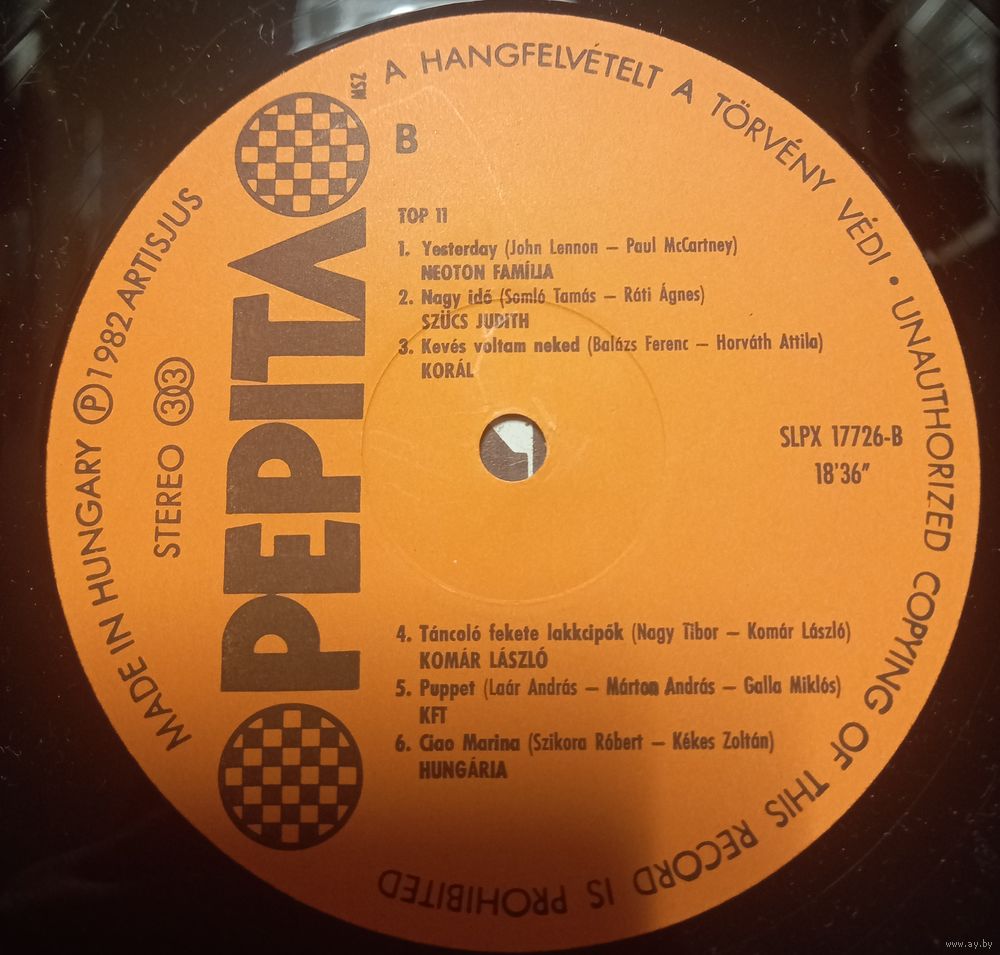 A HANGFELVÉTELT A TÖRVÉNY VÉDI • UNAUTHORIZED COPYING OF THIS RECORD IS PROHIBITED
MADE IN HUNGARY Ⓟ 1982 ARTISJUS
STEREO 33
PEPITA
MSZ
B
TOP 11
1. Yesterday (John Lennon – Paul McCartney)
NEOTON FAMÍLIA
2. Nagy idő (Somló Tamás – Ráti Ágnes)
SZÜCS JUDITH
3. Kevés voltam neked (Balázs Ferenc – Horváth Attila)
KORÁL
SLPX 17726-B
18'36"
4. Táncoló fekete lakkcipők (Nagy Tibor – Komár László)
KOMÁR LÁSZLÓ
5. Puppet (Laár András – Márton András – Galla Miklós)
KFT
6. Ciao Marina (Szikora Róbert – Kékes Zoltán)
HUNGÁRIA
www.ay.by